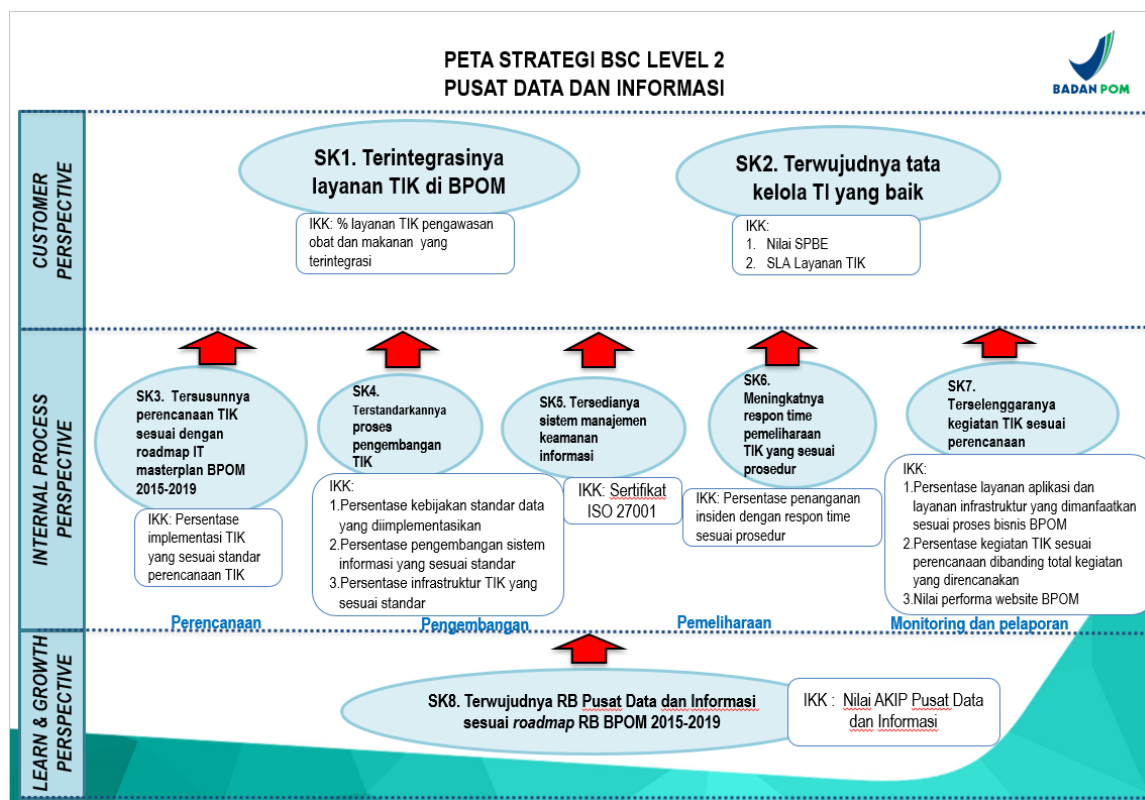 PETA STRATEGI BSC LEVEL 2
PUSAT DATA DAN INFORMASI
BADAN POM
CUSTOMER
PERSPECTIVE
SK1. Terintegrasinya
layanan TIK di BPOM
IKK: % layanan TIK pengawasan
obat dan makanan yang
terintegrasi
SK2. Terwujudnya tata
kelola TI yang baik
IKK:
1. Nilai SPBE
2. SLA Layanan TIK
INTERNAL PROCESS
PERSPECTIVE
SK3. Tersusunnya
perencanaan TIK
sesuai dengan
roadmap IT
masterplan BPOM
2015-2019
IKK: Persentase
implementasi TIK
yang sesuai standar
perencanaan TIK
SK4.
Terstandarkannya
proses
pengembangan
TIK
IKK:
1.Persentase kebijakan standar data
yang diimplementasikan
2.Persentase pengembangan sistem
informasi yang sesuai standar
3.Persentase infrastruktur TIK yang
sesuai standar
SK5. Tersedianya
sistem manajemen
keamanan
informasi
IKK: Sertifikat
ISO 27001
SK6.
Meningkatnya
respon time
pemeliharaan
TIK yang sesuai
prosedur
IKK: Persentase penanganan
insiden dengan respon time
sesuai prosedur
SK7.
Terselenggaranya
kegiatan TIK sesuai
perencanaan
IKK:
1.Persentase layanan aplikasi dan
layanan infrastruktur yang dimanfaatkan
sesuai proses bisnis BPOM
2.Persentase kegiatan TIK sesuai
perencanaan dibanding total kegiatan
yang direncanakan
3.Nilai performa website BPOM
Perencanaan
Pengembangan
Pemeliharaan
Monitoring dan pelaporan
LEARN & GROWTH
PERSPECTIVE
SK8. Terwujudnya RB Pusat Data dan Informasi
sesuai roadmap RB BPOM 2015-2019
IKK : Nilai AKIP Pusat Data
dan Informasi